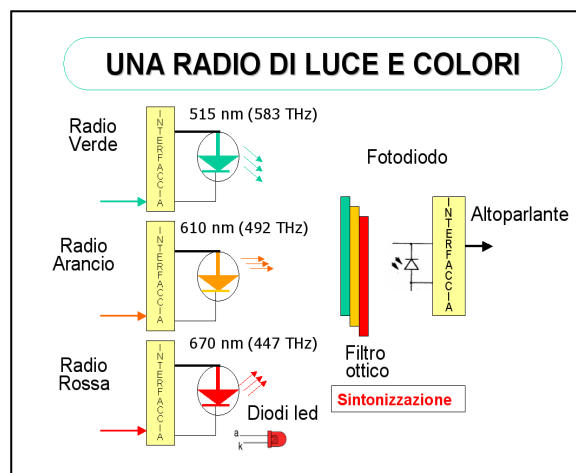 UNA RADIO DI LUCE E COLORI
515 nm (583 THz)
Radio
Verde
INTERFACCIA
Fotodiodo
610 nm (492 THz)
Radio
Arancio
INTERFACCIA
INTERFACCIA
Altoparlante
670 nm (447 THz)
Radio
Rossa
INTERFACCIA
Filtro
ottico
Diodi led
Sintonizzazione
a
k